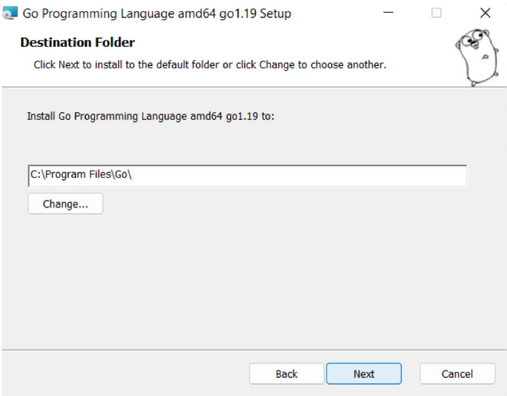 Go Programming Language amd64 go1.19 Setup
Destination Folder
Click Next to install to the default folder or click Change to choose another.
Install Go Programming Language amd64 go1.19 to:
C:\Program Files\Go\
Change...
Back
Next
Cancel